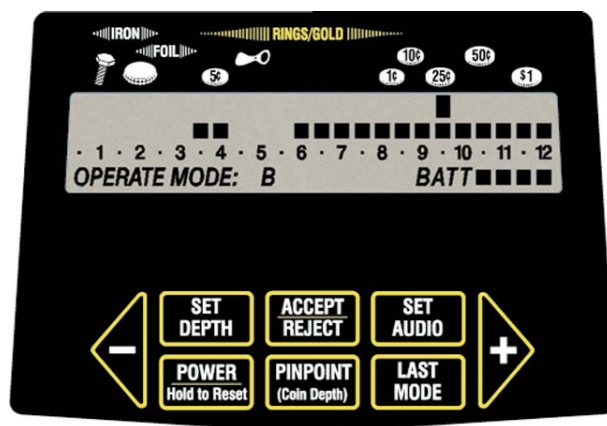 IRON
RINGS/GOLD
FOIL
10¢ 50¢
5¢ 1¢ 25¢ $1
· 1 · 2 · 3 · 4 · 5 · 6 · 7 · 8 · 9 · 10 · 11 · 12
OPERATE MODE: B BATT
SET DEPTH
ACCEPT REJECT
SET AUDIO
-
+
POWER Hold to Reset
PINPOINT (Coin Depth)
LAST MODE